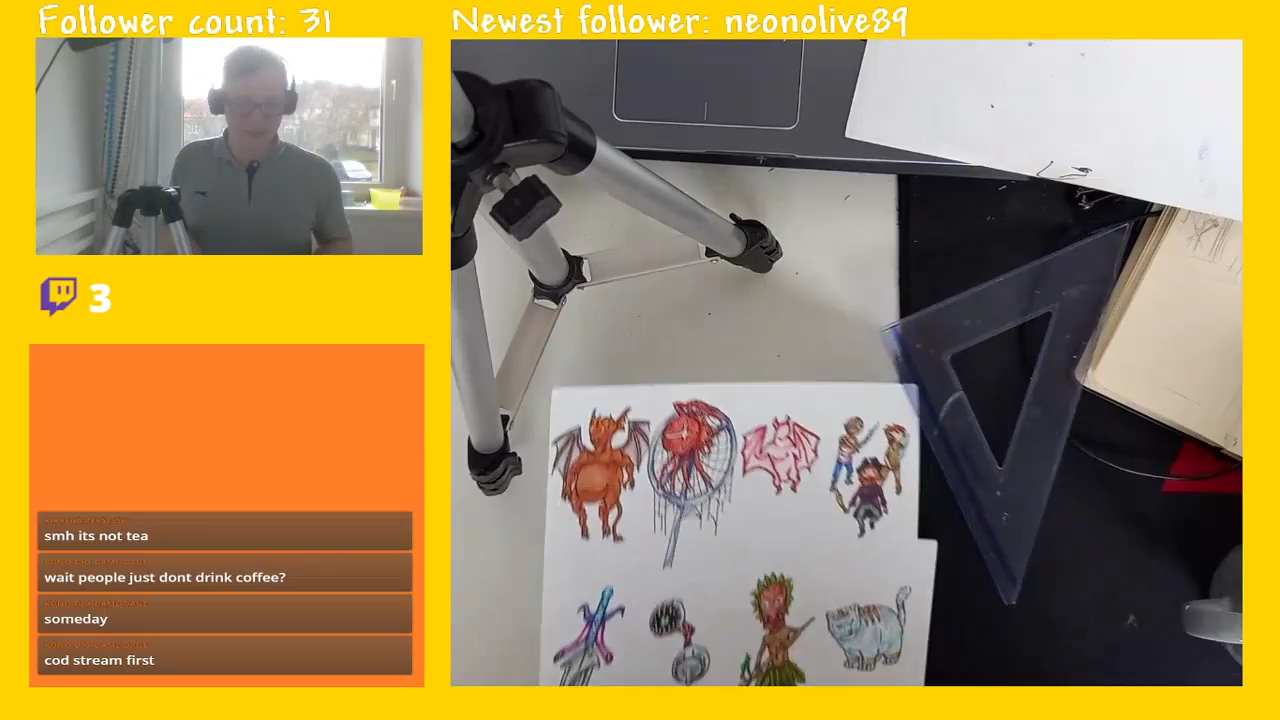 Follower count: 31
Newest follower: neonolive89
3
smh its not tea
wait people just dont drink coffee?
someday
cod stream first